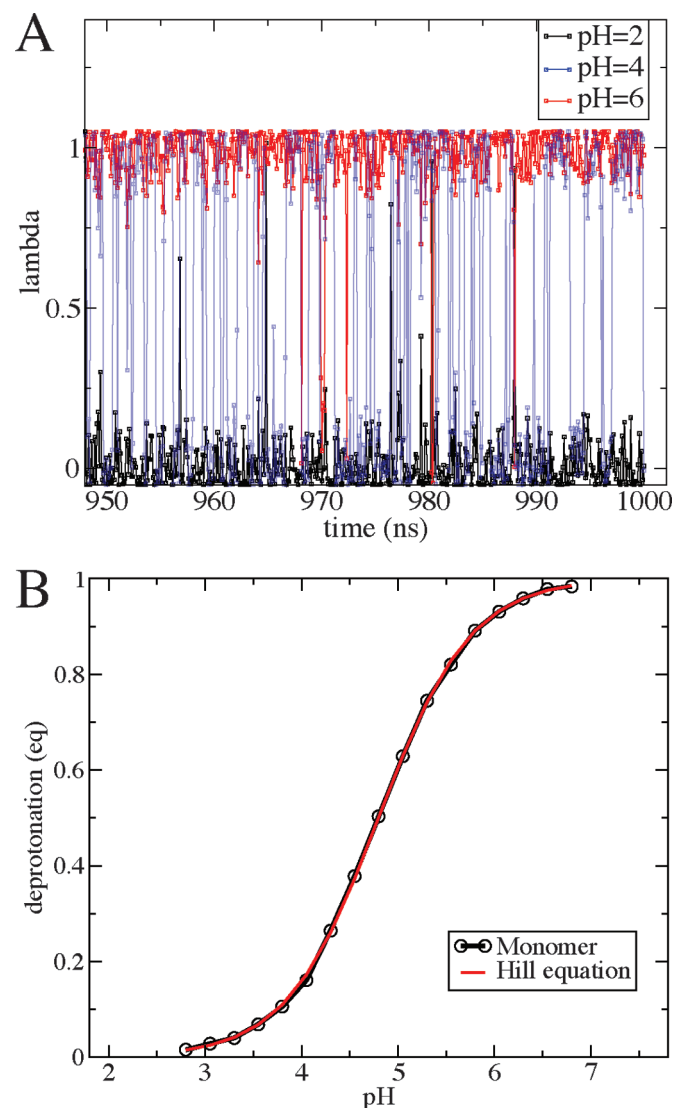 A
pH=2
pH=4
pH=6
1
0.5
0
lambda
950 960 970 980 990 1000
time (ns)
B
1
0.8
0.6
0.4
0.2
0
deprotonation (eq)
Monomer
Hill equation
2 3 4 5 6 7
pH